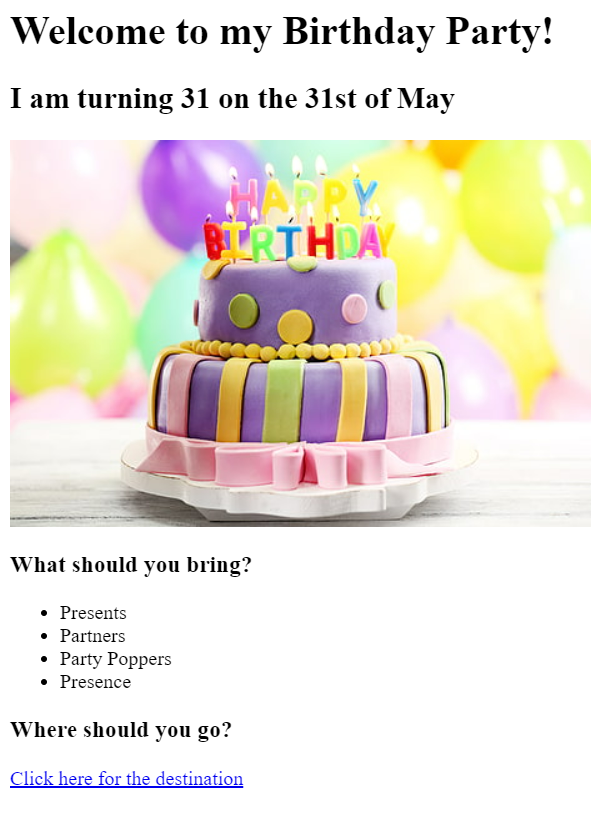 Welcome to my Birthday Party!
I am turning 31 on the 31st of May
HAPPY
BIRTHDAY
What should you bring?
Presents
Partners
Party Poppers
Presence
Where should you go?
Click here for the destination